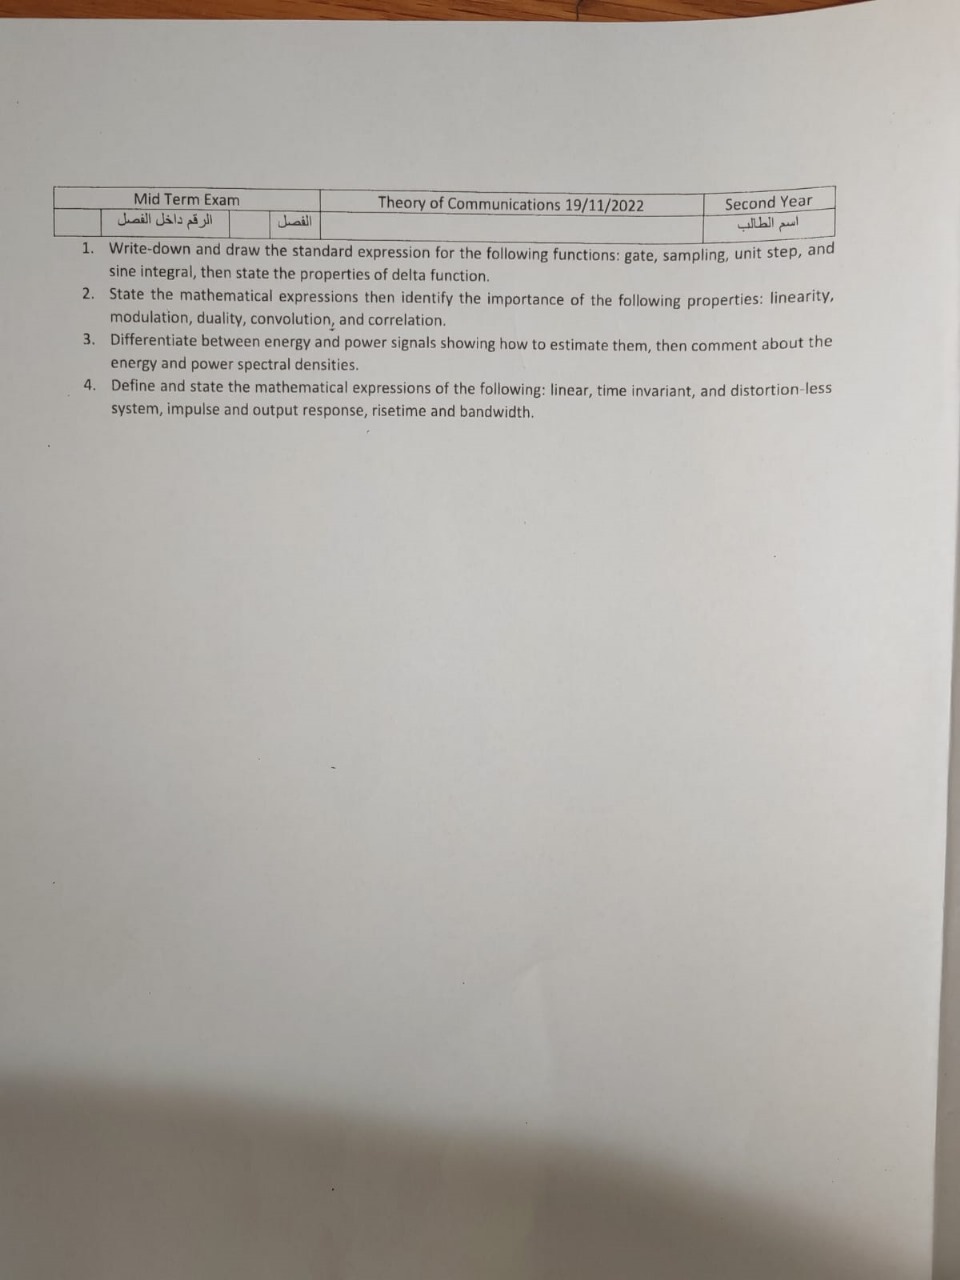 Mid Term Exam Theory of Communications 19/11/2022 Second Year
الرقم داخل الفصل الفصل اسم الطالب
1. Write-down and draw the standard expression for the following functions: gate, sampling, unit step, and
sine integral, then state the properties of delta function.
2. State the mathematical expressions then identify the importance of the following properties: linearity,
modulation, duality, convolution, and correlation.
3. Differentiate between energy and power signals showing how to estimate them, then comment about the
energy and power spectral densities.
4. Define and state the mathematical expressions of the following: linear, time invariant, and distortion-less
system, impulse and output response, risetime and bandwidth.